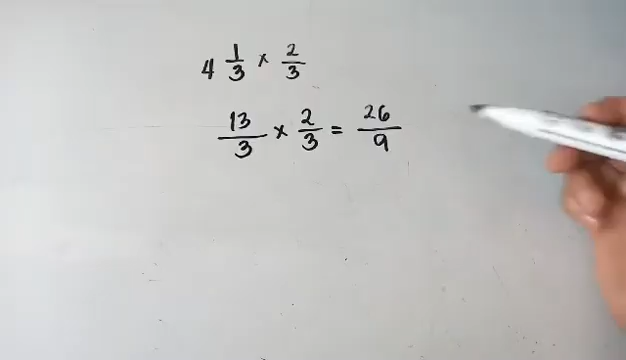 4 1/3 × 2/3
13/3 × 2/3 = 26/9